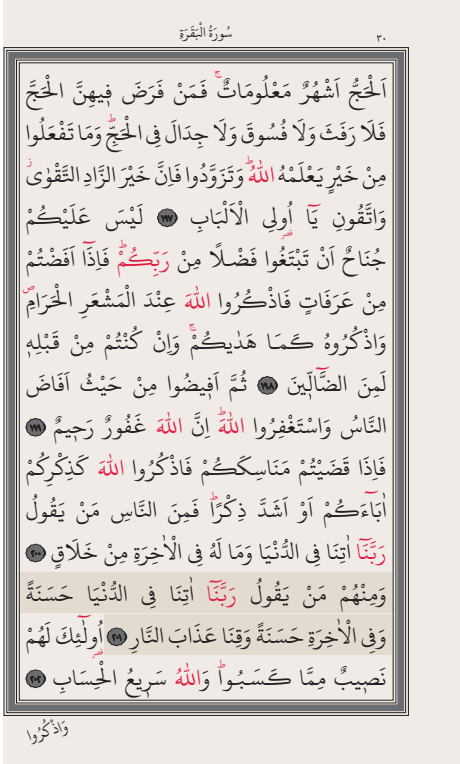 سُورَةُ الْبَقَرَةِ ٣٠
اَلْحَجُّ اَشْهُرٌ مَعْلُومَاتٌۚ فَمَنْ فَرَضَ فٖيهِنَّ الْحَجَّ
فَلَا رَفَثَ وَلَا فُسُوقَ وَلَا جِدَالَ فِى الْحَجِّؕ وَمَا تَفْعَلُوا
مِنْ خَيْرٍ يَعْلَمْهُ اللّٰهُؕ وَتَزَوَّدُوا فَاِنَّ خَيْرَ الزَّادِ التَّقْوٰىؗ
وَاتَّقُونِ يَٓا اُولِى الْاَلْبَابِ ﴿١٩٧﴾ لَيْسَ عَلَيْكُمْ
جُنَاحٌ اَنْ تَبْتَغُوا فَضْلًا مِنْ رَبِّكُمْؕ فَاِذَٓا اَفَضْتُمْ
مِنْ عَرَفَاتٍ فَاذْكُرُوا اللّٰهَ عِنْدَ الْمَشْعَرِ الْحَرَامِࣕ
وَاذْكُرُوهُ كَمَا هَدٰيكُمْۚ وَاِنْ كُنْتُمْ مِنْ قَبْلِهٖ
لَمِنَ الضَّٓالّٖينَ ﴿١٩٨﴾ ثُمَّ اَفٖيضُوا مِنْ حَيْثُ اَفَاضَ
النَّاسُ وَاسْتَغْفِرُوا اللّٰهَؕ اِنَّ اللّٰهَ غَفُورٌ رَحٖيمٌ ﴿١٩٩﴾
فَاِذَا قَضَيْتُمْ مَنَاسِكَكُمْ فَاذْكُرُوا اللّٰهَ كَذِكْرِكُمْ
اٰبَٓاءَكُمْ اَوْ اَشَدَّ ذِكْرًاؕ فَمِنَ النَّاسِ مَنْ يَقُولُ
رَبَّنَٓا اٰتِنَا فِى الدُّنْيَا وَمَا لَهُ فِى الْاٰخِرَةِ مِنْ خَلَاقٍ ﴿٢٠٠﴾
وَمِنْهُمْ مَنْ يَقُولُ رَبَّنَٓا اٰتِنَا فِى الدُّنْيَا حَسَنَةً
وَفِى الْاٰخِرَةِ حَسَنَةً وَقِنَا عَذَابَ النَّارِ ﴿٢٠١﴾ اُولٰٓئِكَ لَهُمْ
نَصٖيبٌ مِمَّا كَسَبُواؕ وَاللّٰهُ سَرٖيعُ الْحِسَابِ ﴿٢٠٢﴾
وَاذْكُرُوا